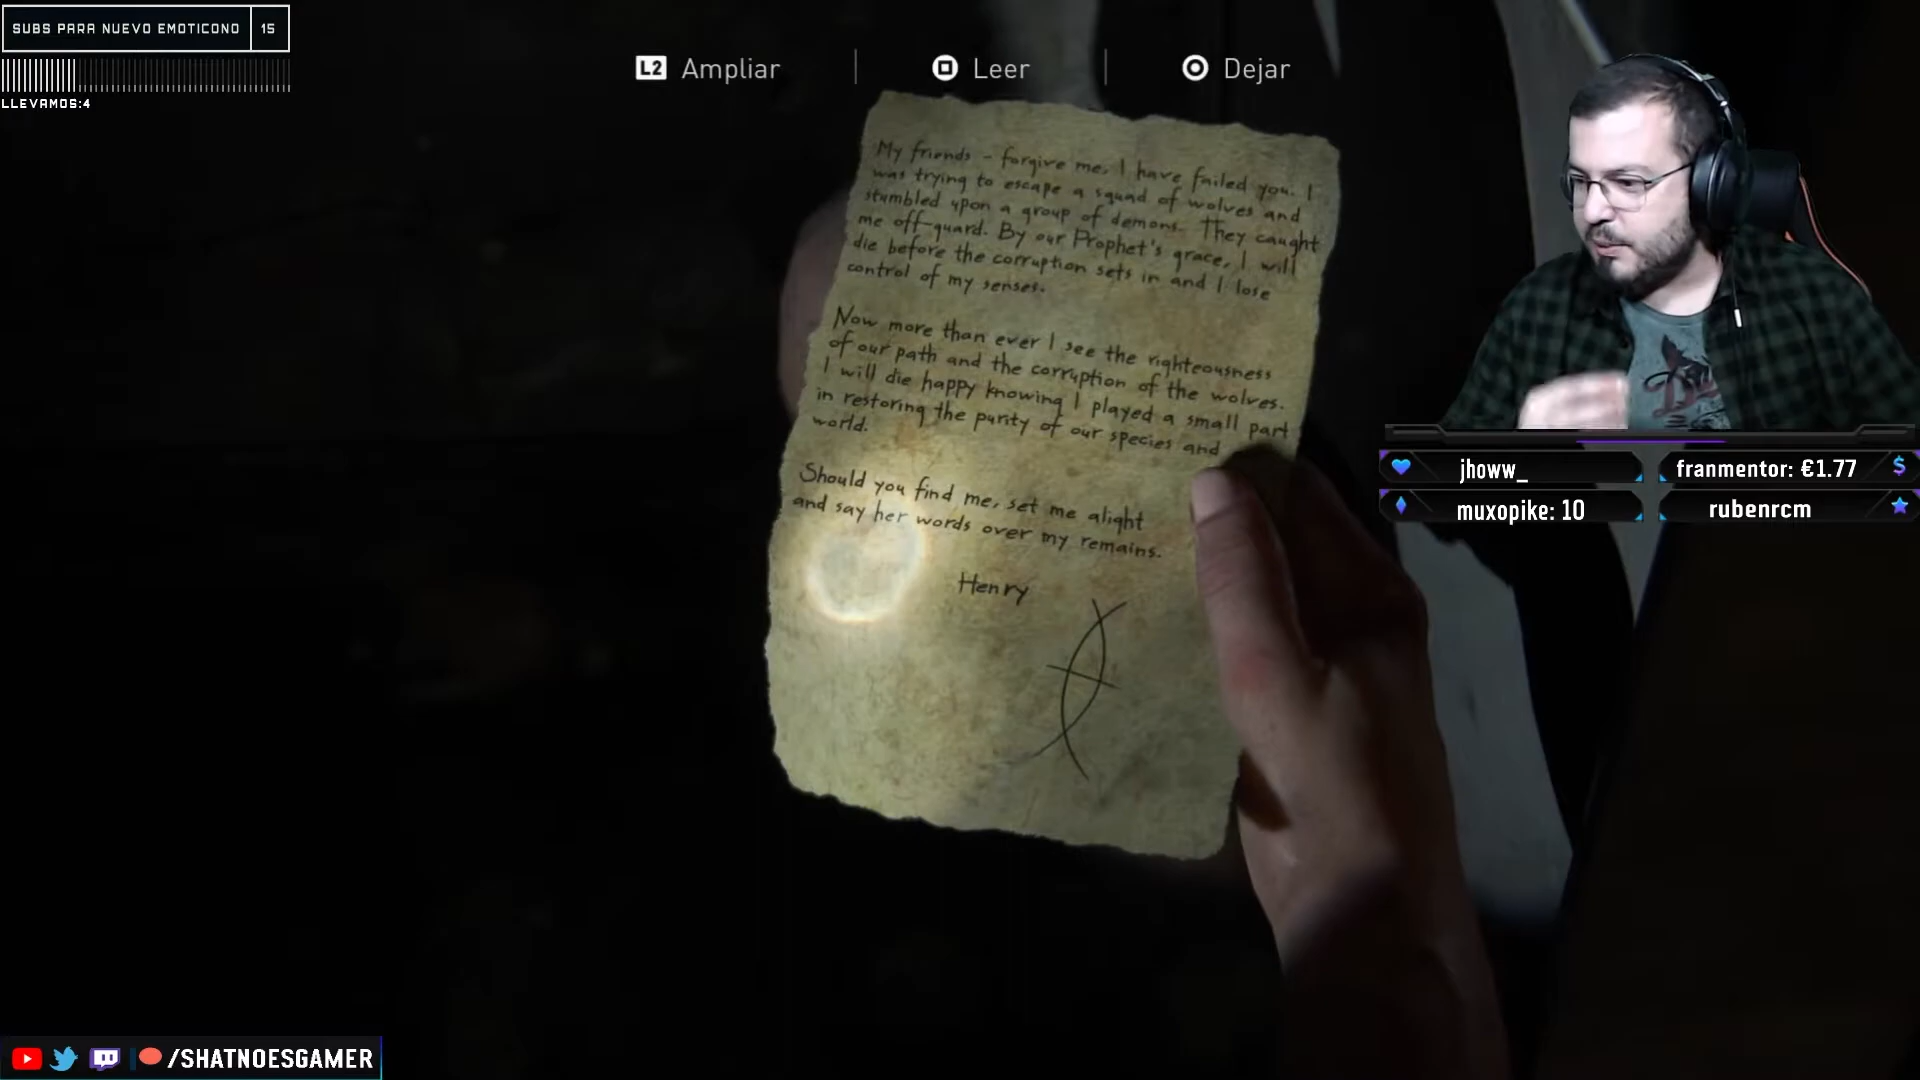 SUBS PARA NUEVO EMOTICONO 15
LLEVAMOS:4
L2 Ampliar Leer Dejar
My friends - forgive me. I have failed you. I
was trying to escape a squad of wolves and
stumbled upon a group of demons. They caught
me off-guard. By our Prophet's grace, I will
die before the corruption sets in and I lose
control of my senses.
Now more than ever I see the righteousness
of our path and the corruption of the wolves.
I will die happy knowing I played a small part
in restoring the purity of our species and
world.
Should you find me, set me alight
and say her words over my remains.
Henry
jhoww_
franmentor: €1.77 $
muxopike: 10
rubenrcm
/SHATNOESGAMER